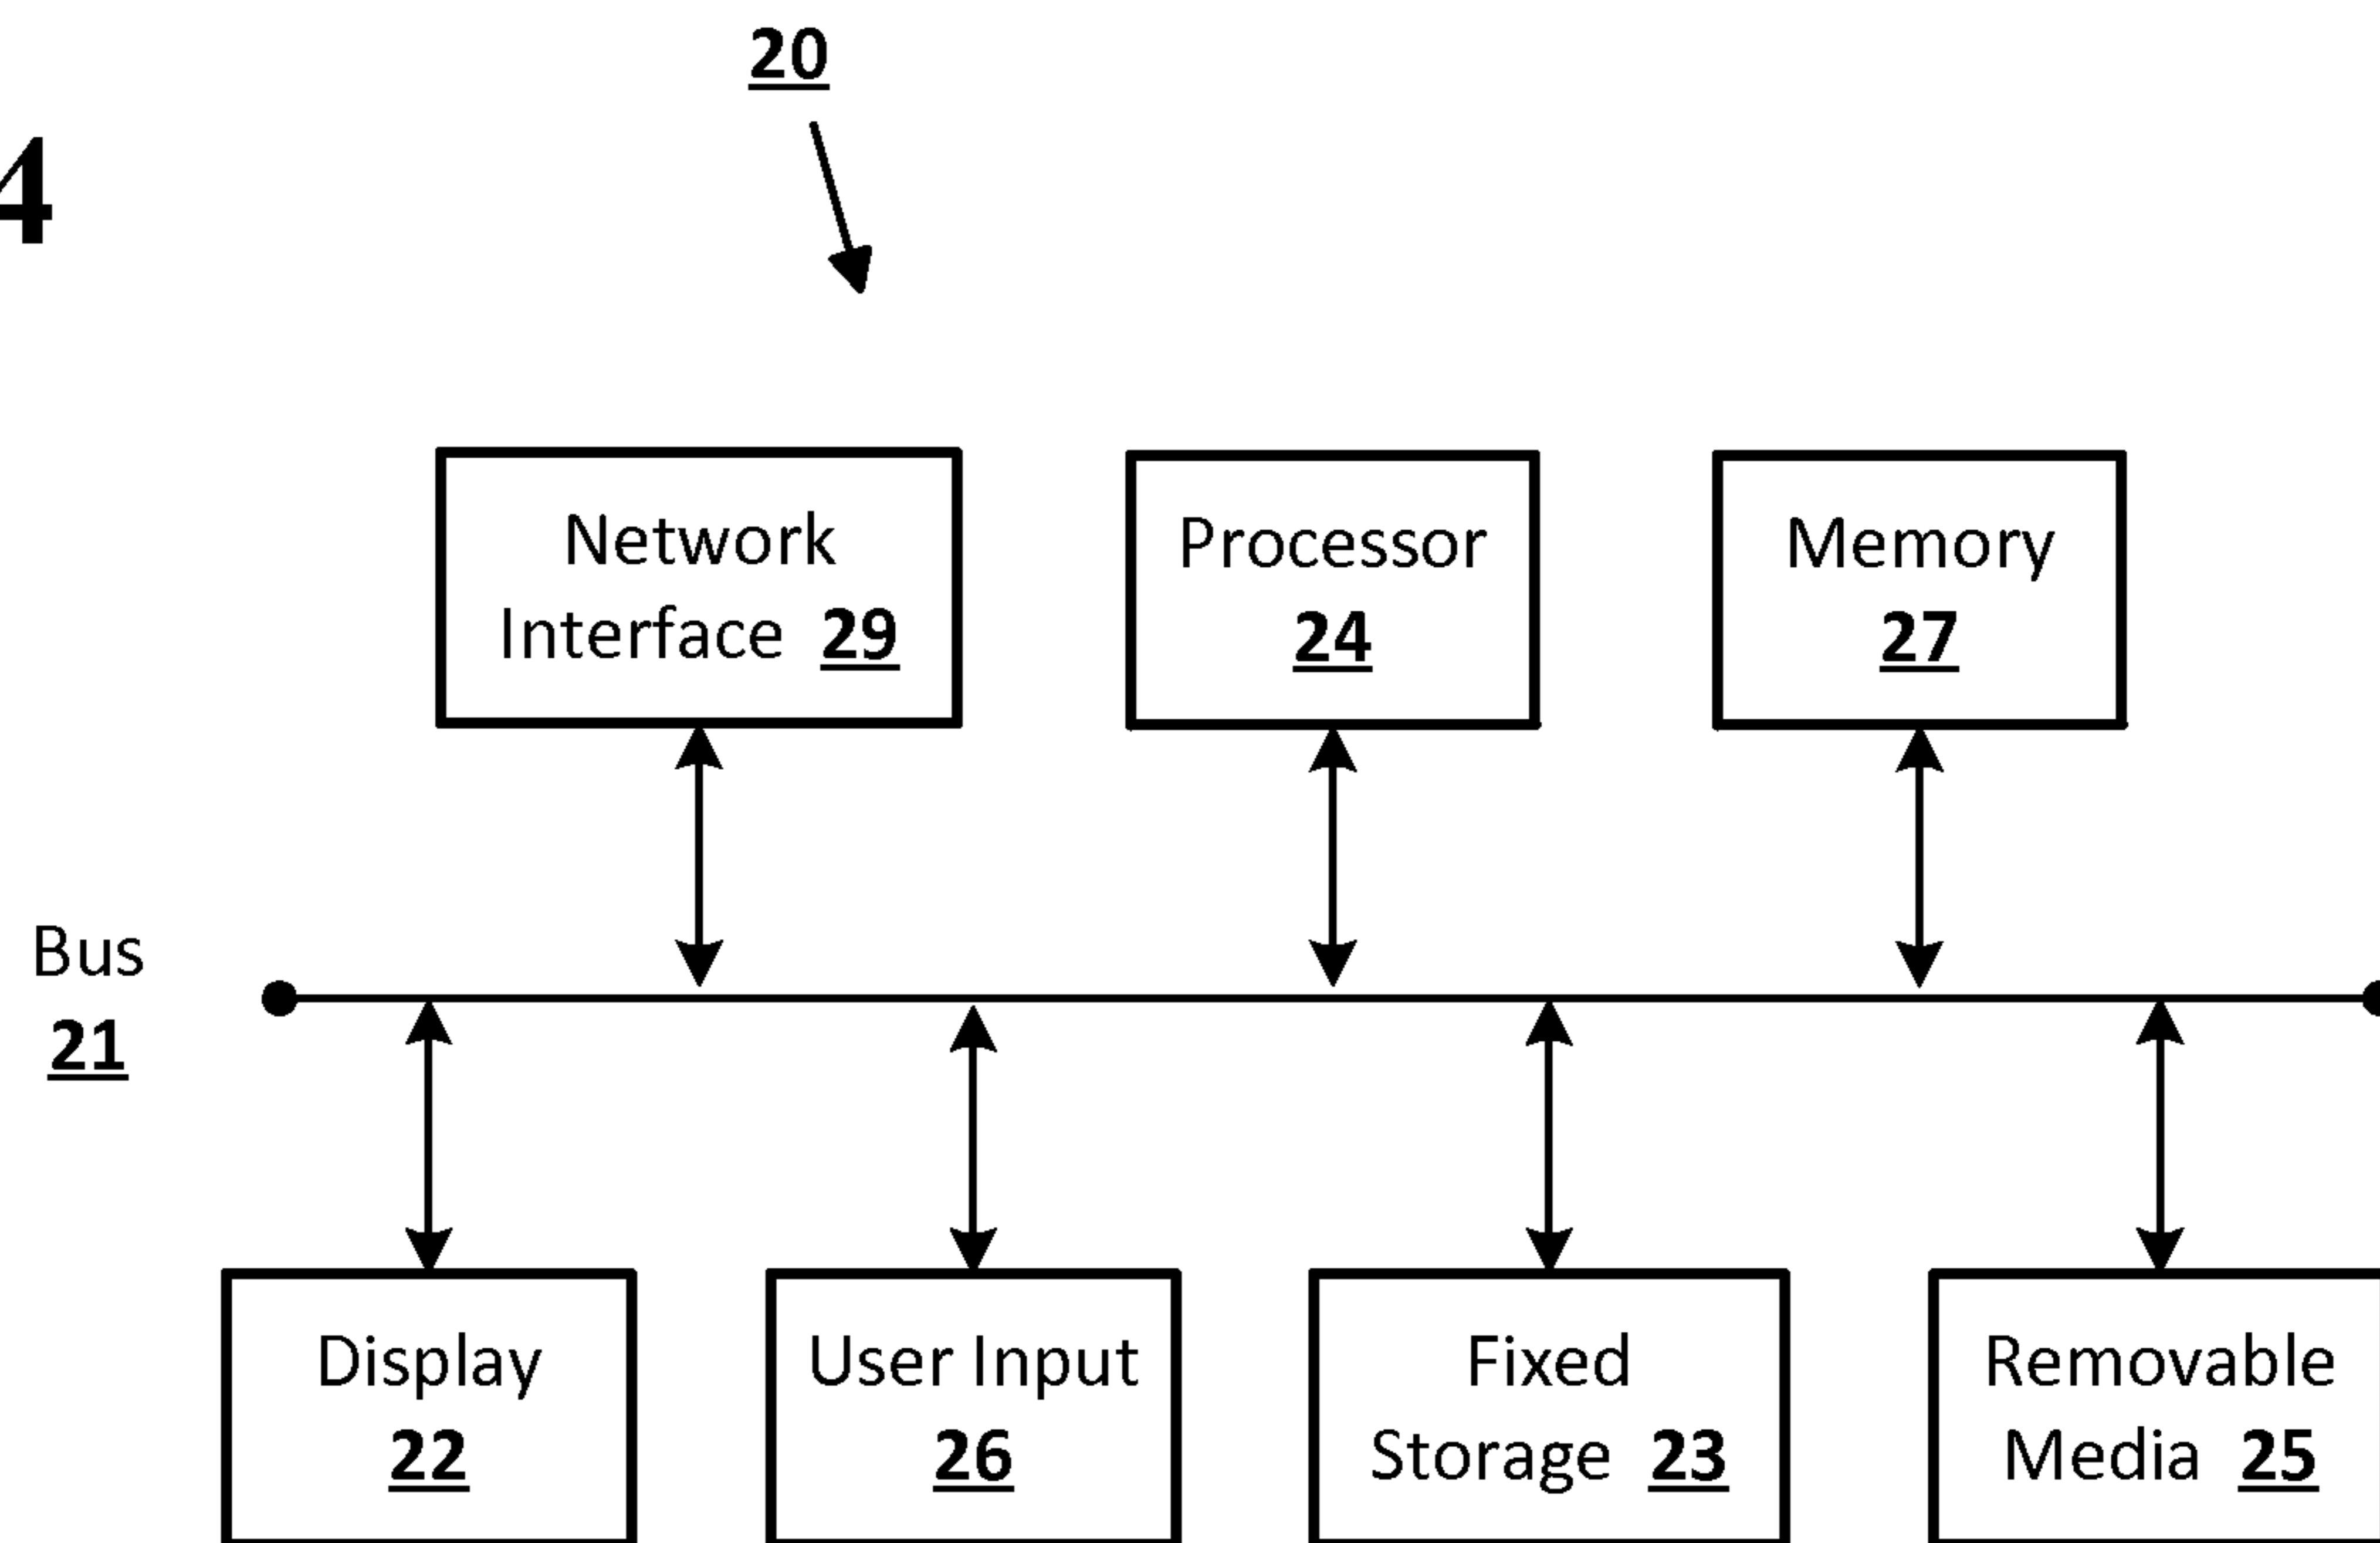 20
4
Network
Interface 29
Processor
24
Memory
27
Bus
21
Display
22
User Input
26
Fixed
Storage 23
Removable
Media 25